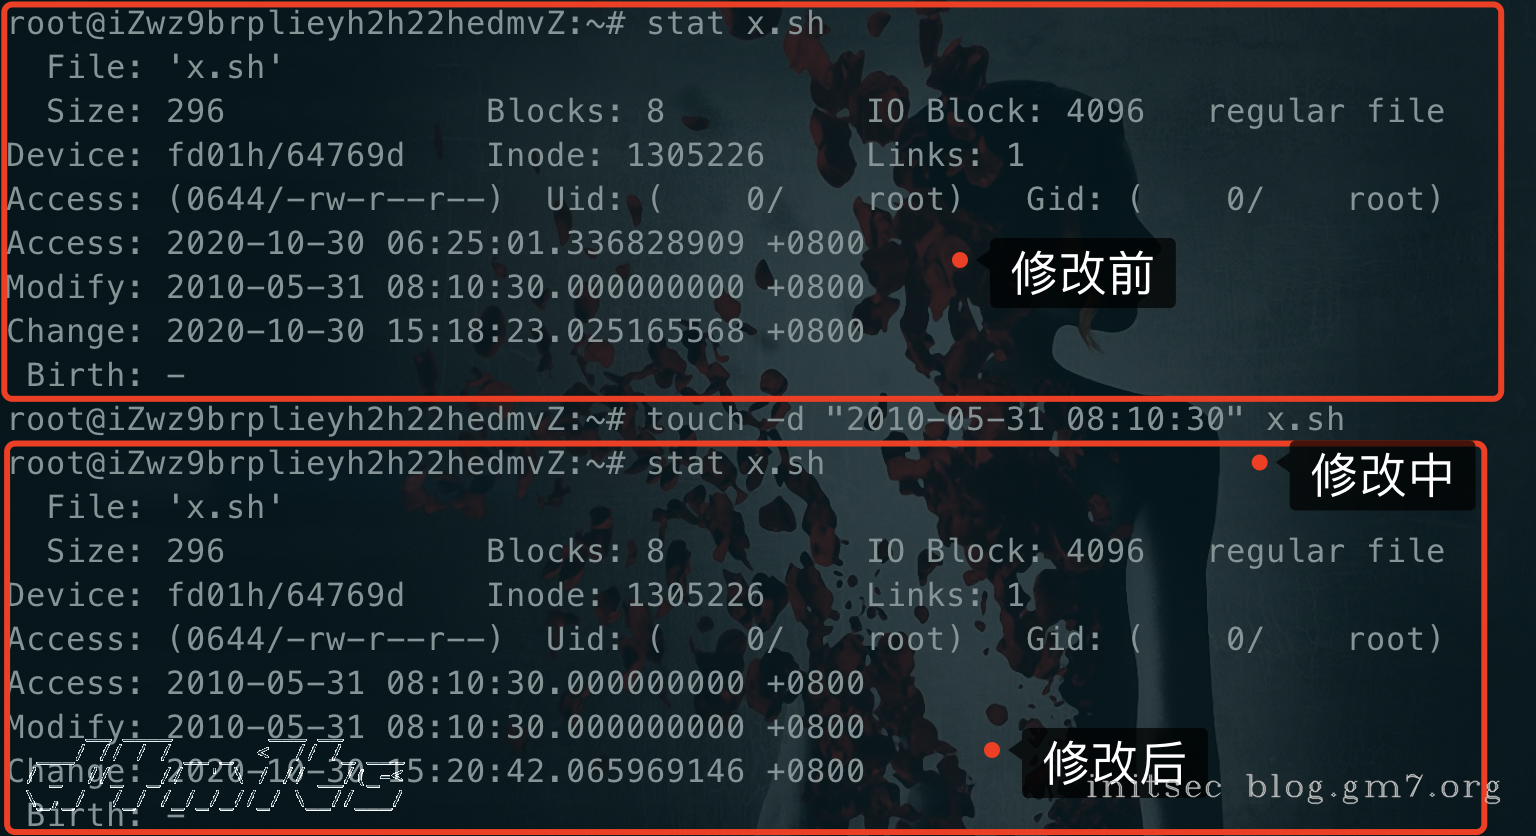 root@iZwz9brplieyh2h22hedmvZ:~# stat x.sh
File: 'x.sh'
Size: 296 Blocks: 8 IO Block: 4096 regular file
Device: fd01h/64769d Inode: 1305226 Links: 1
Access: (0644/-rw-r--r--) Uid: ( 0/ root) Gid: ( 0/ root)
Access: 2020-10-30 06:25:01.336828909 +0800
修改前
Modify: 2010-05-31 08:10:30.000000000 +0800
Change: 2020-10-30 15:18:23.025165568 +0800
Birth: -
root@iZwz9brplieyh2h22hedmvZ:~# touch -d "2010-05-31 08:10:30" x.sh
root@iZwz9brplieyh2h22hedmvZ:~# stat x.sh
修改中
File: 'x.sh'
Size: 296 Blocks: 8 IO Block: 4096 regular file
Device: fd01h/64769d Inode: 1305226 Links: 1
Access: (0644/-rw-r--r--) Uid: ( 0/ root) Gid: ( 0/ root)
Access: 2010-05-31 08:10:30.000000000 +0800
Modify: 2010-05-31 08:10:30.000000000 +0800
Change: 2020-10-30 15:20:42.065969146 +0800
修改后
Birth: -
initsec blog.gm7.org